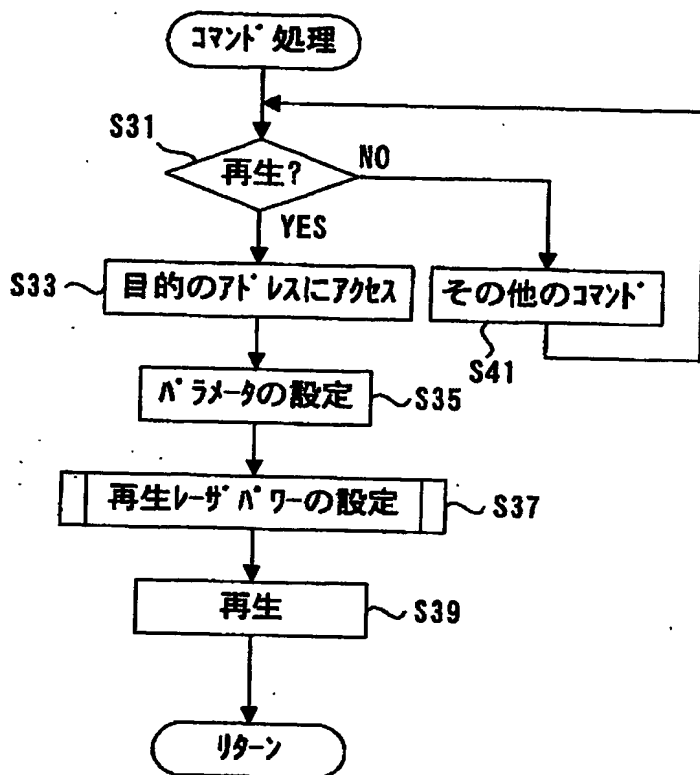 コマンド処理
S31
再生?
NO
YES
S33
目的のアドレスにアクセス
その他のコマンド
S41
パラメータの設定
S35
再生レーザパワーの設定
S37
再生
S39
リターン